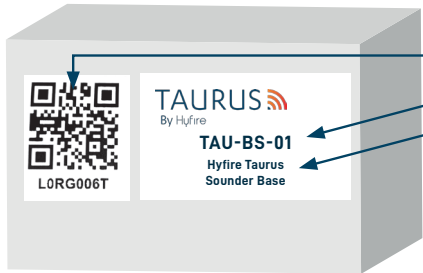 L0RG006T
TAURUS
By Hyfire
TAU-BS-01
Hyfire Taurus
Sounder Base